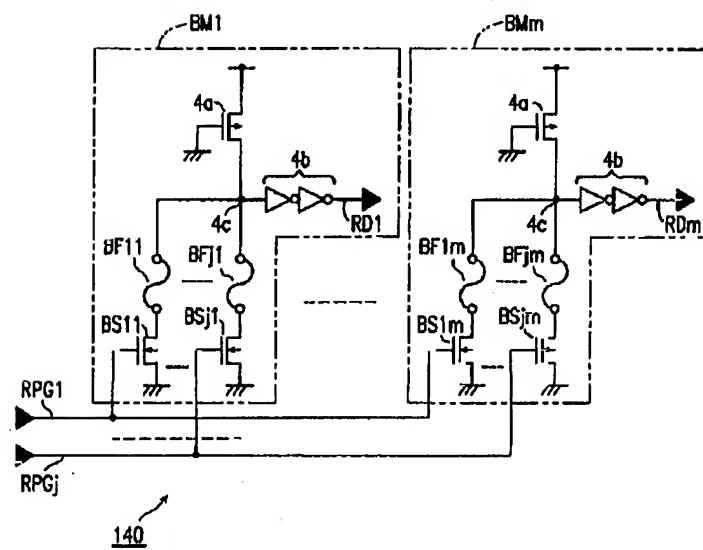 BM1 BMm
4a 4a
4b 4b
4c RD1 4c RDm
BF11 BFj1 BF1m BFjm
BS11 BSj1 BS1m BSjm
RPG1
RPGj
140